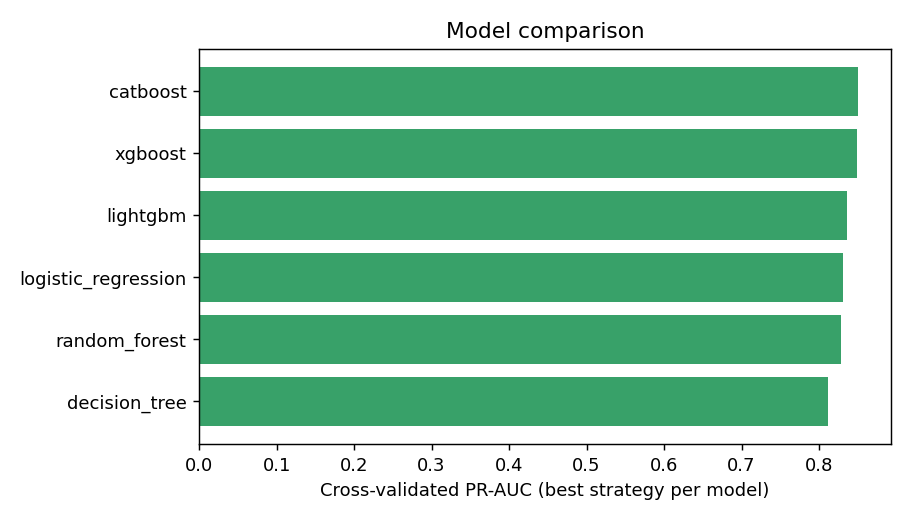 Model comparison
catboost
xgboost
lightgbm
logistic_regression
random_forest
decision_tree
0.0 0.1 0.2 0.3 0.4 0.5 0.6 0.7 0.8
Cross-validated PR-AUC (best strategy per model)